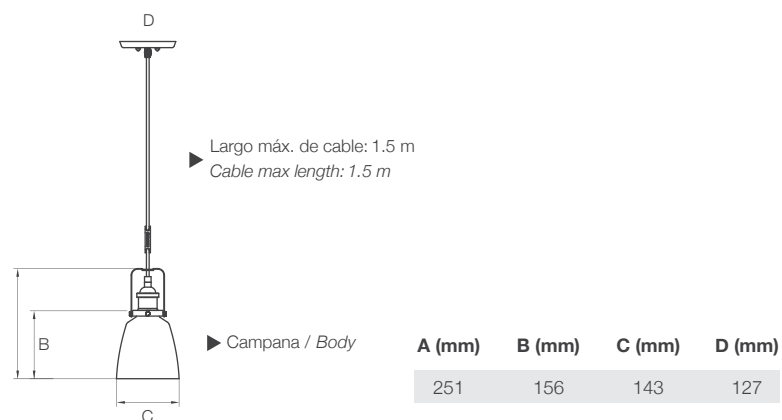 D
Largo máx. de cable: 1.5 m
Cable max length: 1.5 m
B
Campana / Body
C
A (mm) B (mm) C (mm) D (mm)
251 156 143 127